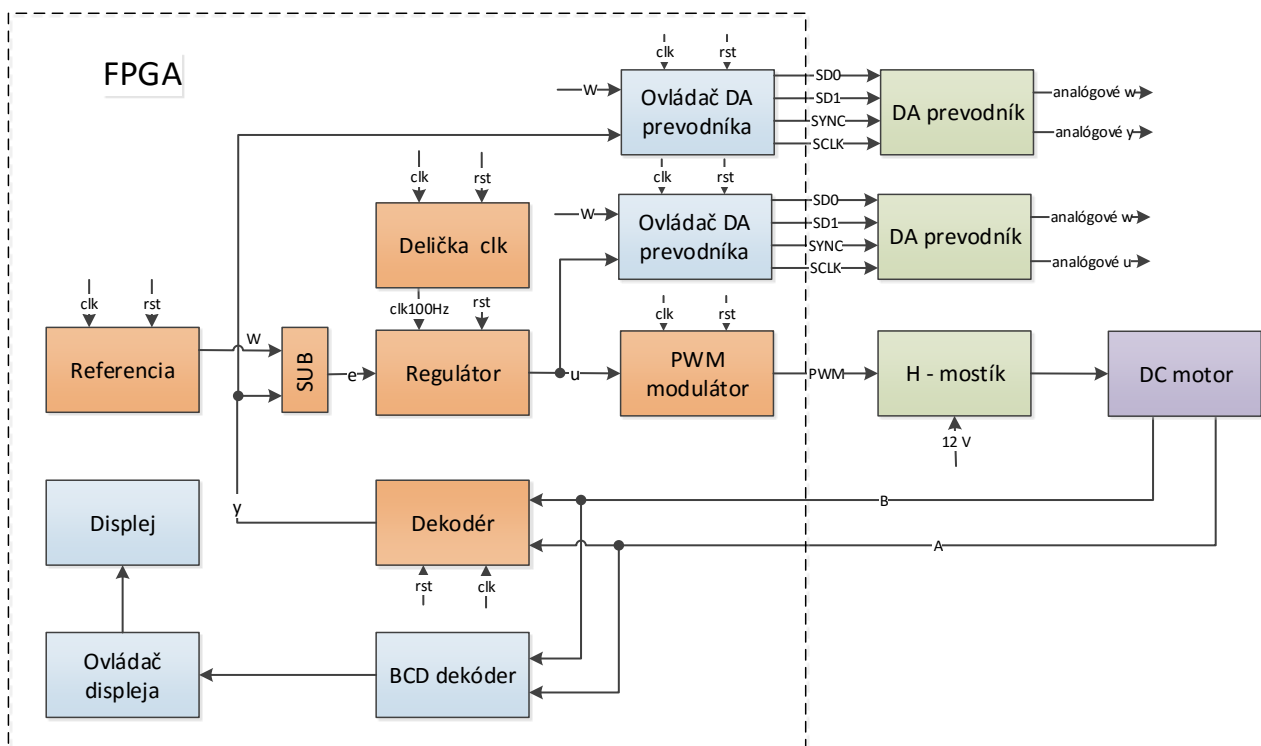 FPGA
clk
rst
W
Ovládač DA
prevodníka
SD0
SD1
SYNC
SCLK
DA prevodník
analógové w
analógové y
clk
rst
W
Ovládač DA
prevodníka
SD0
SD1
SYNC
SCLK
DA prevodník
analógové w
analógové u
clk
rst
Delička clk
clk100Hz
rst
clk
rst
Referencia
w
SUB
e
Regulátor
u
clk
rst
PWM
modulátor
PWM
H - mostík
12 V
DC motor
Displej
y
Dekodér
rst
clk
B
A
Ovládač
displeja
BCD dekóder